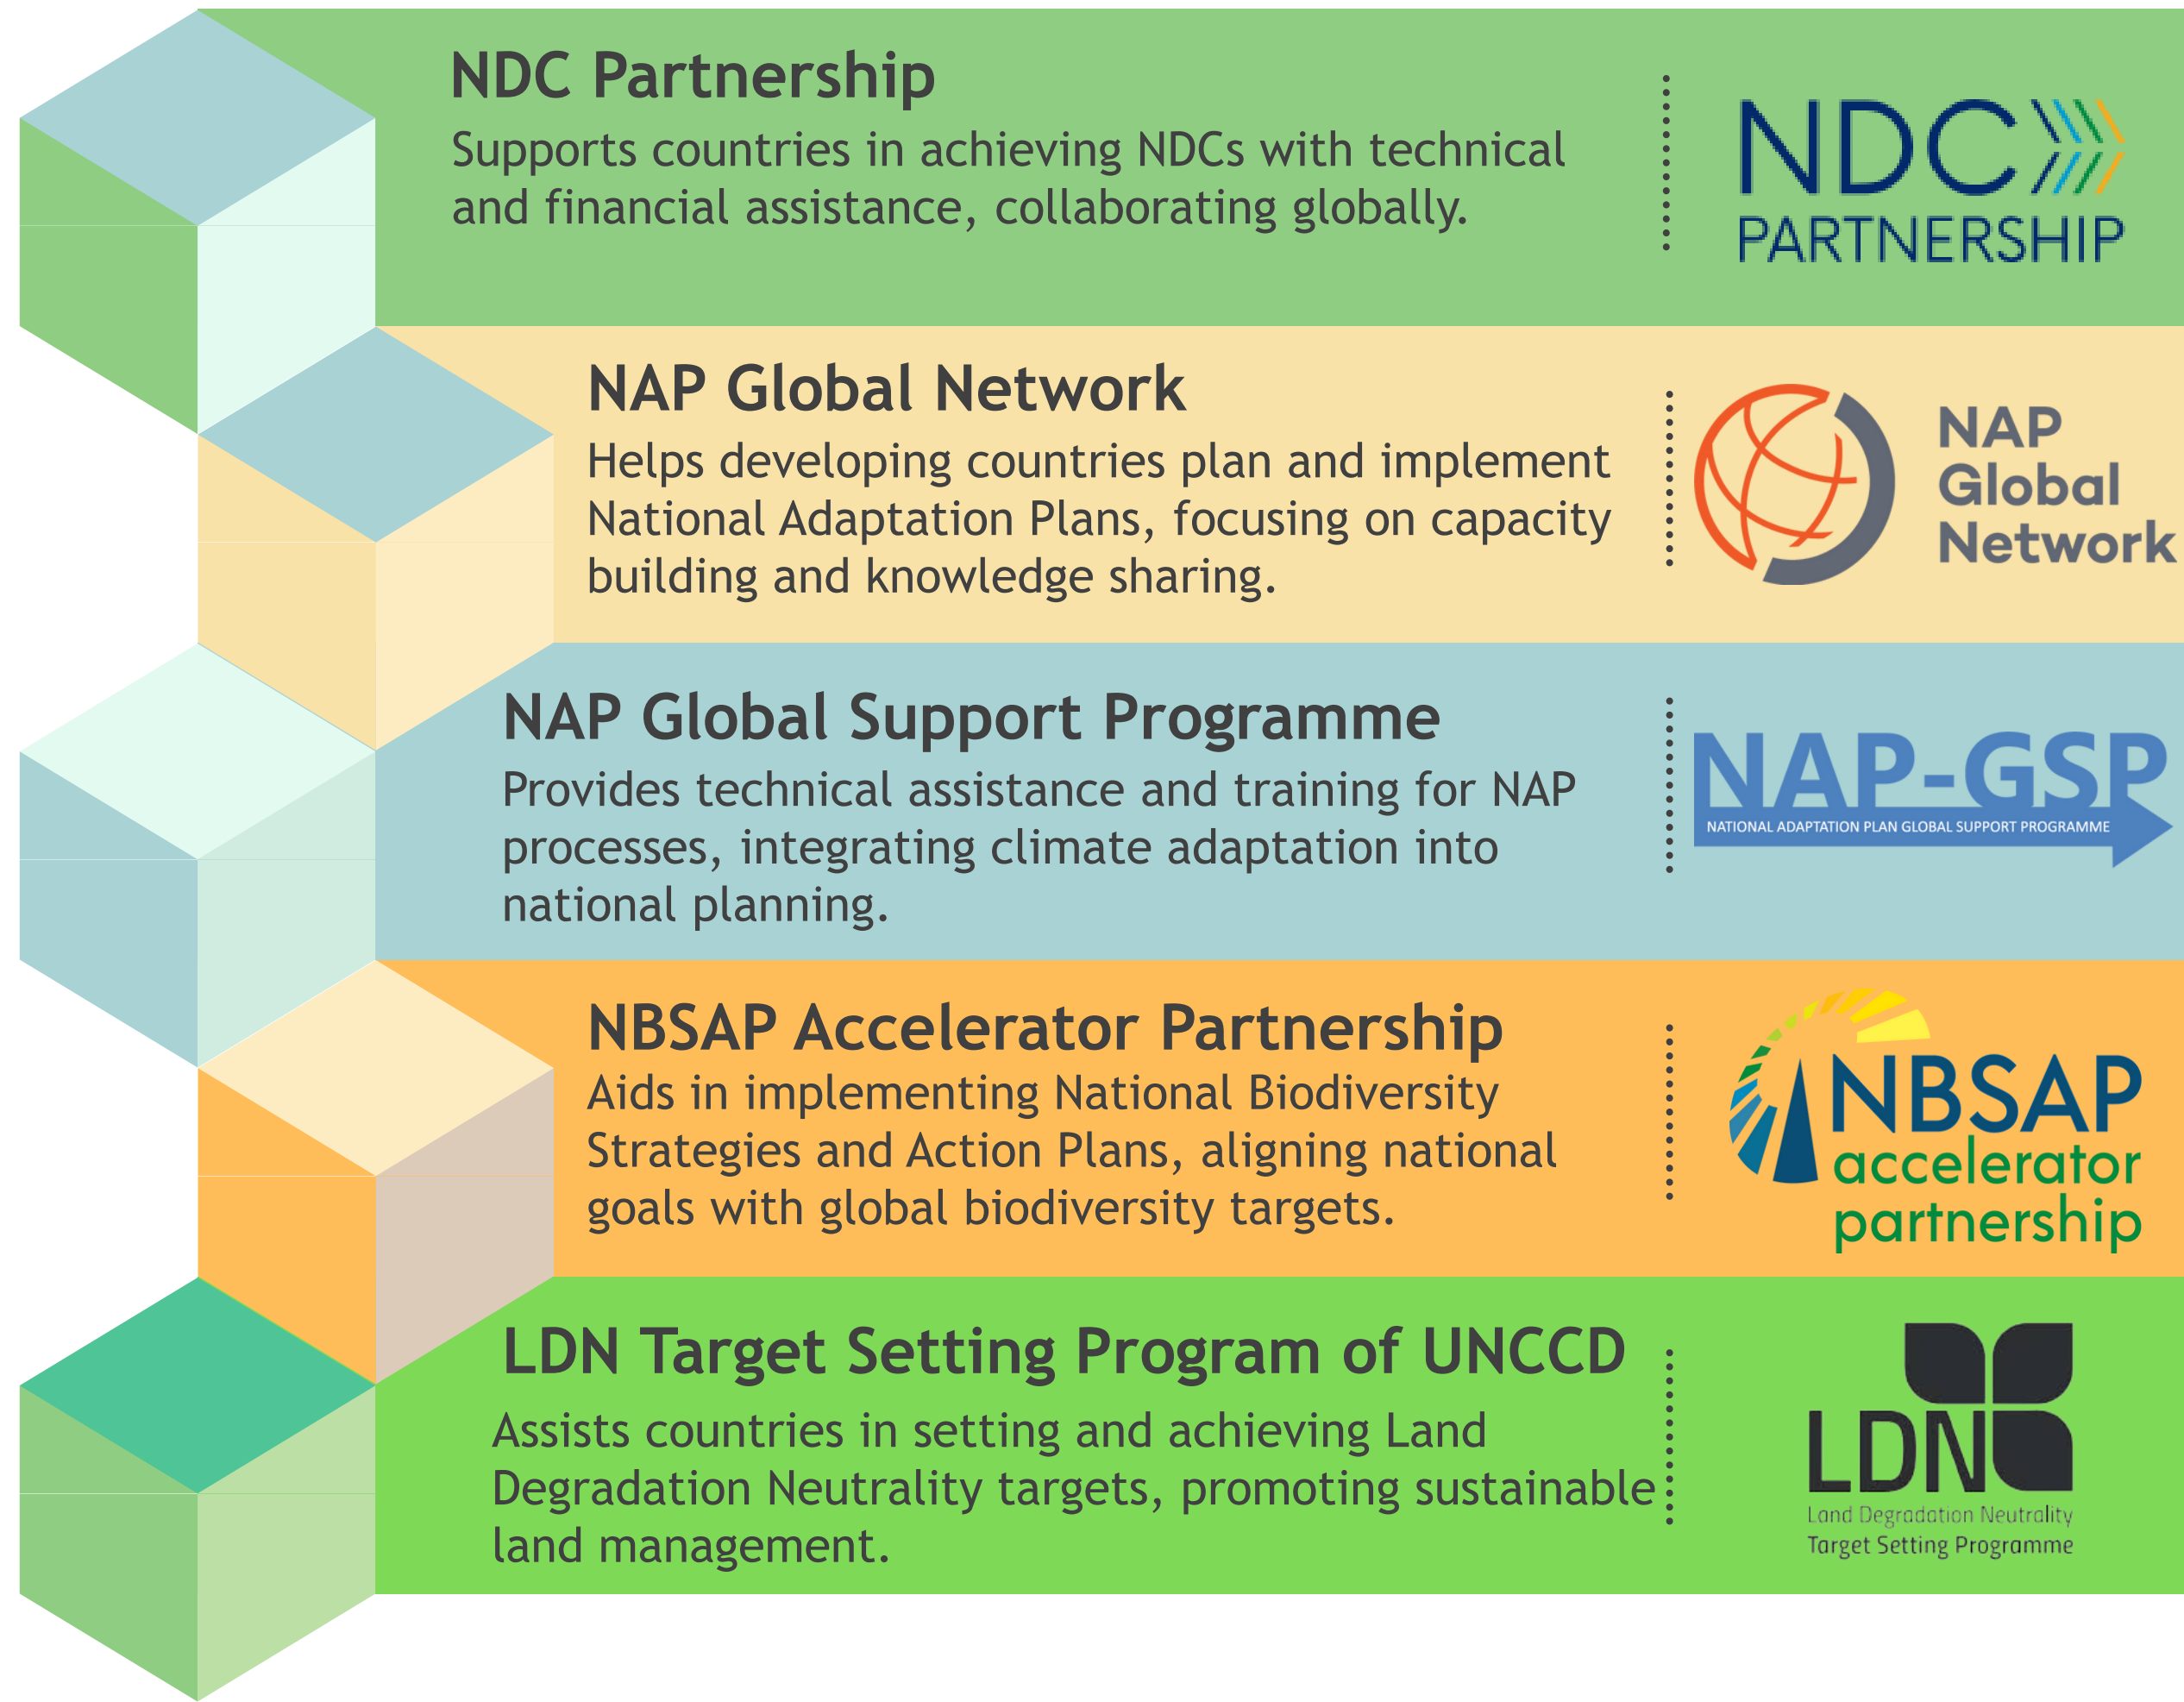 NDC Partnership
Supports countries in achieving NDCs with technical
and financial assistance, collaborating globally.
NDC
PARTNERSHIP
NAP Global Network
Helps developing countries plan and implement
National Adaptation Plans, focusing on capacity
building and knowledge sharing.
NAP
Global
Network
NAP Global Support Programme
Provides technical assistance and training for NAP
processes, integrating climate adaptation into
national planning.
NAP-GSP
NATIONAL ADAPTATION PLAN GLOBAL SUPPORT PROGRAMME
NBSAP Accelerator Partnership
Aids in implementing National Biodiversity
Strategies and Action Plans, aligning national
goals with global biodiversity targets.
NBSAP
accelerator
partnership
LDN Target Setting Program of UNCCD
Assists countries in setting and achieving Land
Degradation Neutrality targets, promoting sustainable
land management.
LDN
Land Degradation Neutrality
Target Setting Programme